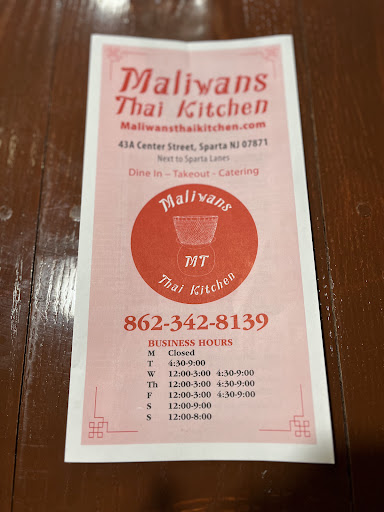 Maliwans
Thai Kitchen
Maliwansthaikitchen.com
43A Center Street, Sparta NJ 07871
Next to Sparta Lanes
Dine In – Takeout - Catering
Maliwans
MT
Thai Kitchen
862-342-8139
BUSINESS HOURS
M Closed
T 4:30-9:00
W 12:00-3:00 4:30-9:00
Th 12:00-3:00 4:30-9:00
F 12:00-3:00 4:30-9:00
S 12:00-9:00
S 12:00-8:00